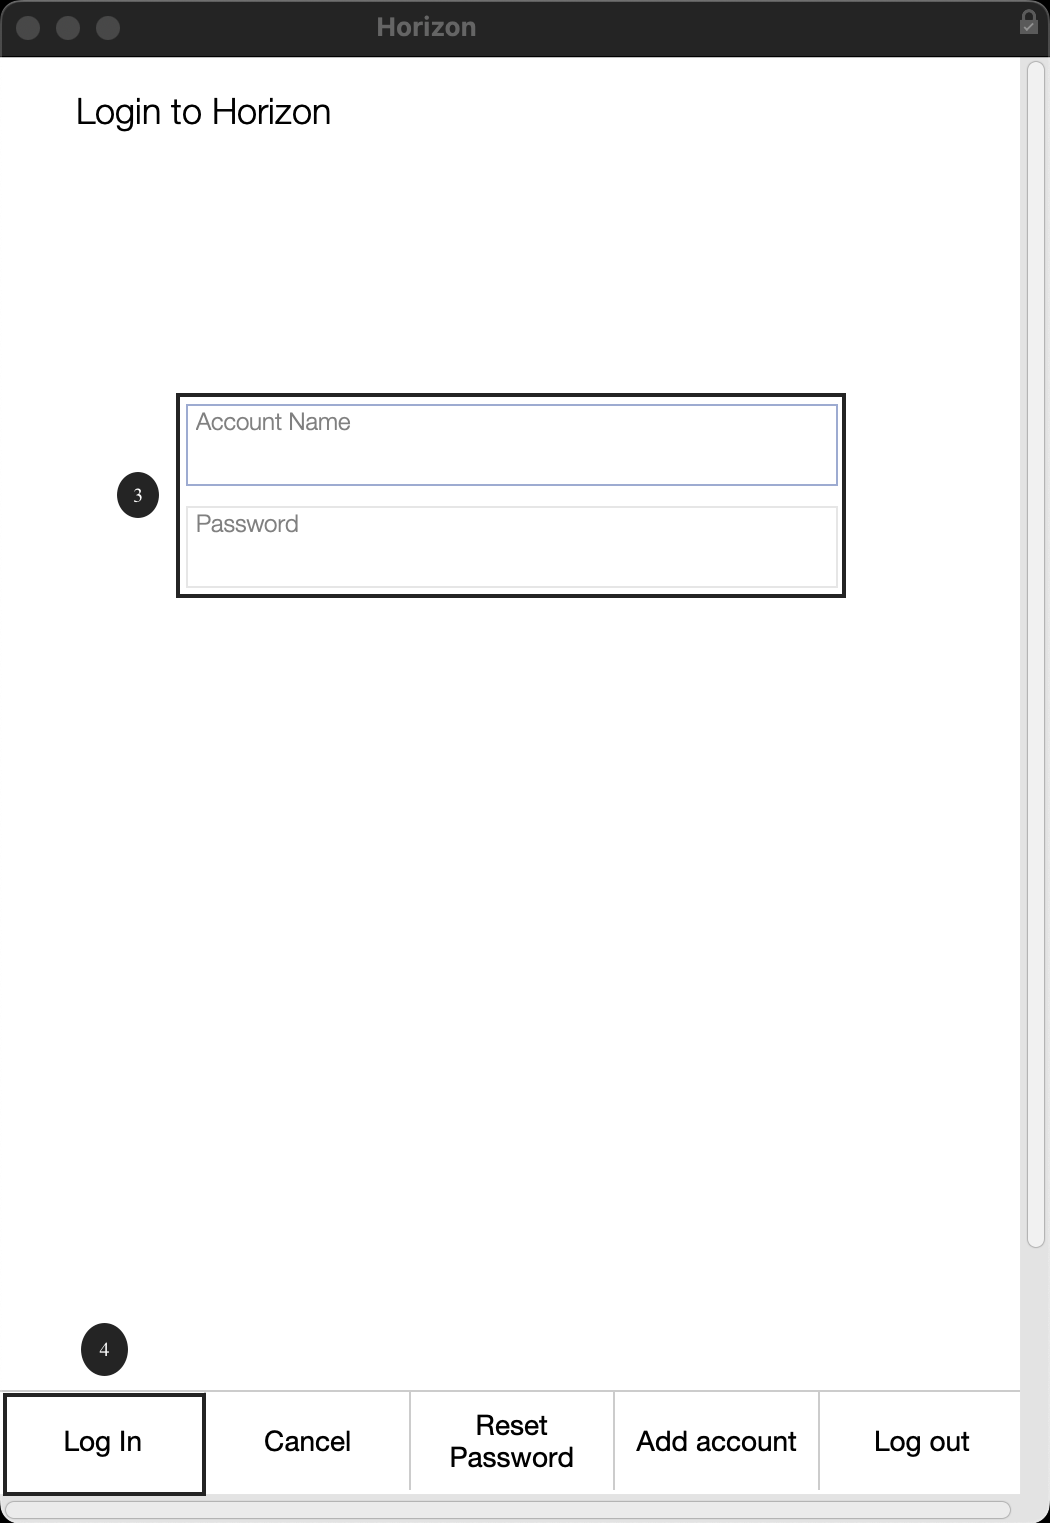 Horizon
Login to Horizon
Account Name
3
Password
4
Log In
Cancel
Reset
Password
Add account
Log out